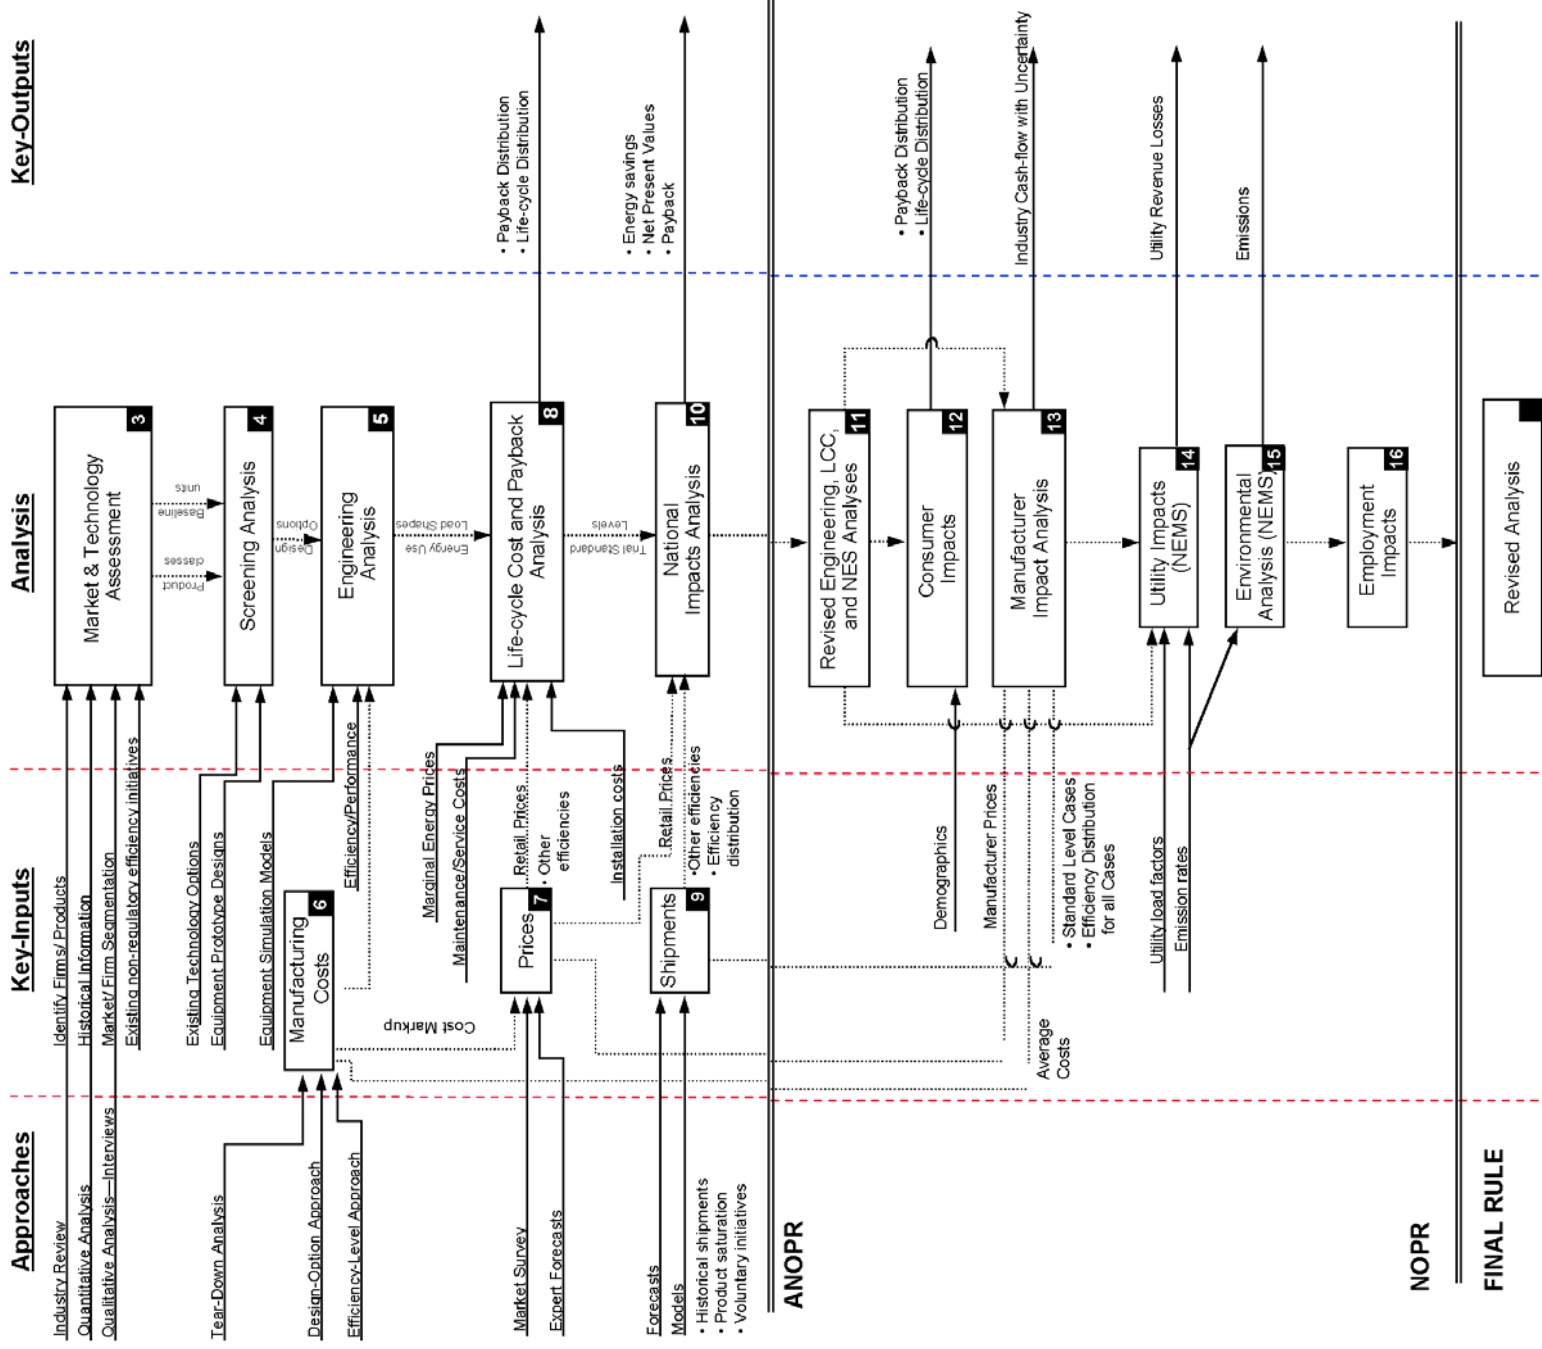 Approaches
Key-Inputs
Analysis
Key-Outputs
Industry Review
Quantitative Analysis
Qualitative Analysis—Interviews
Identify Firms/ Products
Historical Information
Market/ Firm Segmentation
Existing non-regulatory efficiency initiatives
Market & Technology
Assessment
3
Product
classes
Baseline
units
Existing Technology Options
Equipment Prototype Designs
Screening Analysis
4
Design
Options
Tear-Down Analysis
Design-Option Approach
Efficiency-Level Approach
Equipment Simulation Models
Manufacturing
Costs
6
Efficiency/Performance
Engineering
Analysis
5
Energy Use
Load Shapes
Cost Markup
Marginal Energy Prices
Maintenance/Service Costs
Market Survey
Expert Forecasts
Prices
7
Retail Prices
• Other
efficiencies
Installation costs
Life-cycle Cost and Payback
Analysis
8
• Payback Distribution
• Life-cycle Distribution
Trial Standard
Levels
Retail Prices
Forecasts
Models
• Historical shipments
• Product saturation
• Voluntary initiatives
Shipments
9
•Other efficiencies
• Efficiency
distribution
National
Impacts Analysis
10
• Energy savings
• Net Present Values
• Payback
ANOPR
Revised Engineering, LCC,
and NES Analyses
11
Demographics
Consumer
Impacts
12
• Payback Distribution
• Life-cycle Distribution
Manufacturer Prices
Average
Costs
• Standard Level Cases
• Efficiency Distribution
for all Cases
Manufacturer
Impact Analysis
13
Industry Cash-flow with Uncertainty
Utility load factors
Emission rates
Utility Impacts
(NEMS)
14
Utility Revenue Losses
Environmental
Analysis (NEMS)
15
Emissions
Employment
Impacts
16
NOPR
FINAL RULE
Revised Analysis